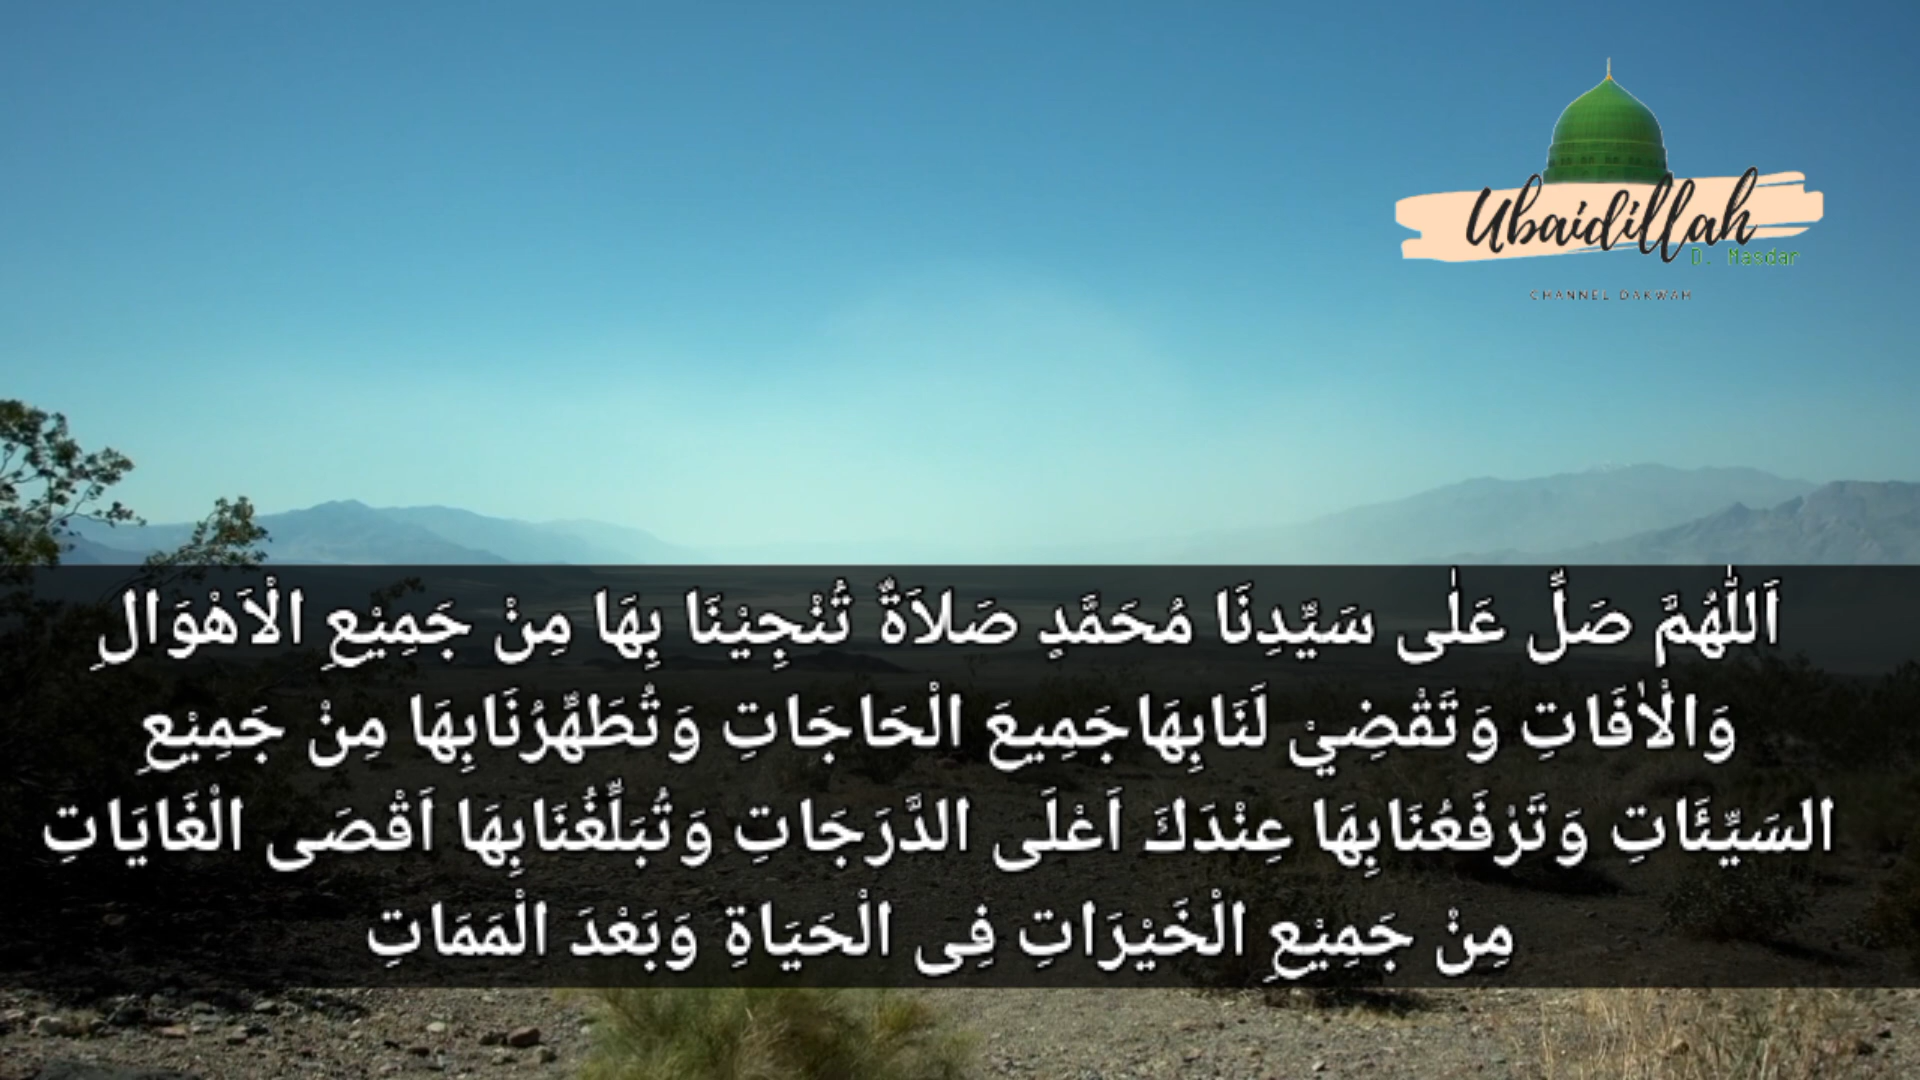 Ubaidillah
D. Masdar
CHANNEL DAKWAH
اَللّٰهُمَّ صَلِّ عَلٰى سَيِّدِنَا مُحَمَّدٍ صَلاَةً تُنْجِيْنَا بِهَا مِنْ جَمِيْعِ الْاَهْوَالِ
وَالْاٰفَاتِ وَتَقْضِيْ لَنَابِهَاجَمِيعَ الْحَاجَاتِ وَتُطَهِّرُنَابِهَا مِنْ جَمِيْعِ
السَيِّئَاتِ وَتَرْفَعُنَابِهَا عِنْدَكَ اَعْلَى الدَّرَجَاتِ وَتُبَلِّغُنَابِهَا اَقْصَى الْغَايَاتِ
مِنْ جَمِيْعِ الْخَيْرَاتِ فِى الْحَيَاةِ وَبَعْدَ الْمَمَاتِ